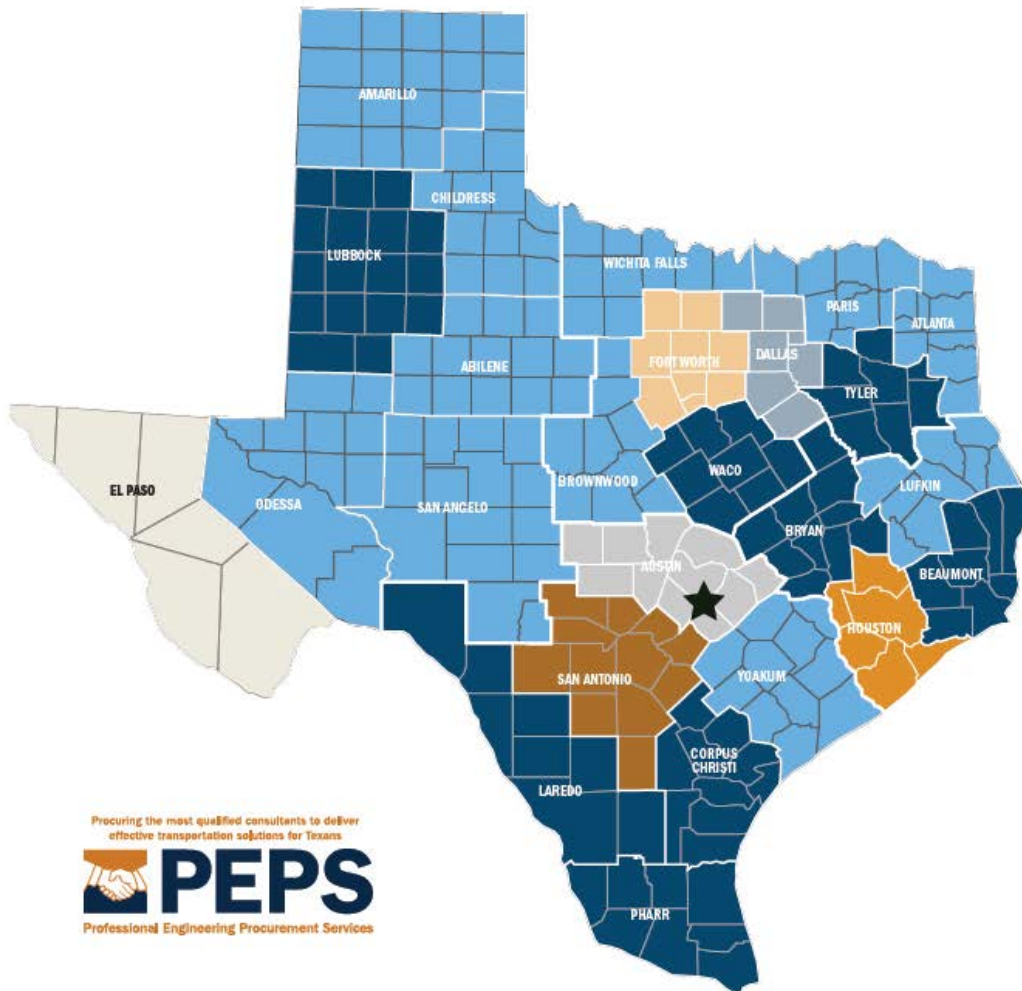 AMARILLO
CHILDRESS
LUBBOCK
WICHITA FALLS
PARIS
ATLANTA
FORT WORTH
DALLAS
ABILENE
TYLER
EL PASO
ODESSA
SAN ANGELO
BROWNWOOD
WACO
LUFKIN
BRYAN
AUSTIN
BEAUMONT
HOUSTON
SAN ANTONIO
YOAKUM
CORPUS
CHRISTI
LAREDO
PHARR
Procuring the most qualified consultants to deliver
effective transportation solutions for Texans
PEPS
Professional Engineering Procurement Services